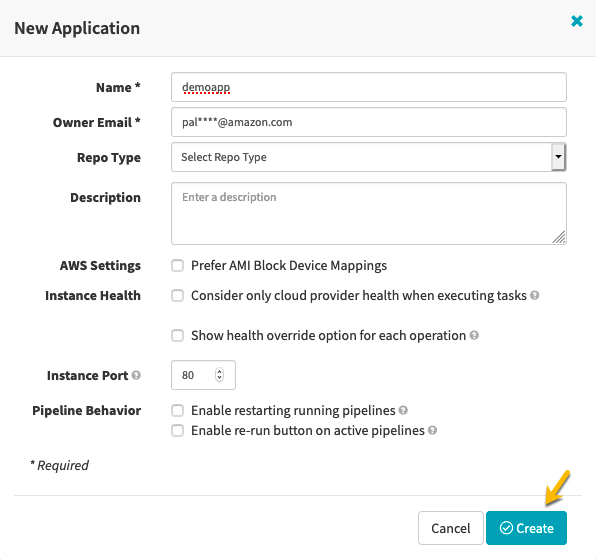 New Application
Name *
demoapp
Owner Email *
pal****@amazon.com
Repo Type
Select Repo Type
Description
Enter a description
AWS Settings
Prefer AMI Block Device Mappings
Instance Health
Consider only cloud provider health when executing tasks
Show health override option for each operation
Instance Port
80
Pipeline Behavior
Enable restarting running pipelines
Enable re-run button on active pipelines
* Required
Cancel
Create